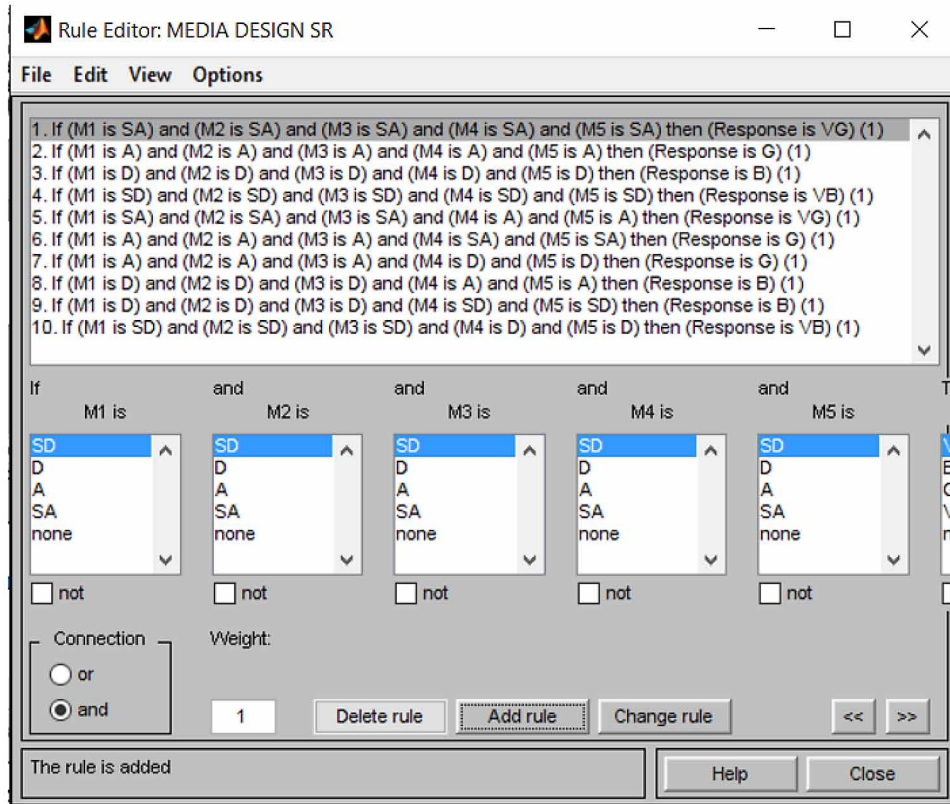 Rule Editor: MEDIA DESIGN SR
File Edit View Options
1. If (M1 is SA) and (M2 is SA) and (M3 is SA) and (M4 is SA) and (M5 is SA) then (Response is VG) (1)
2. If (M1 is A) and (M2 is A) and (M3 is A) and (M4 is A) and (M5 is A) then (Response is G) (1)
3. If (M1 is D) and (M2 is D) and (M3 is D) and (M4 is D) and (M5 is D) then (Response is B) (1)
4. If (M1 is SD) and (M2 is SD) and (M3 is SD) and (M4 is SD) and (M5 is SD) then (Response is VB) (1)
5. If (M1 is SA) and (M2 is SA) and (M3 is SA) and (M4 is A) and (M5 is A) then (Response is VG) (1)
6. If (M1 is A) and (M2 is A) and (M3 is A) and (M4 is SA) and (M5 is SA) then (Response is G) (1)
7. If (M1 is A) and (M2 is A) and (M3 is A) and (M4 is D) and (M5 is D) then (Response is G) (1)
8. If (M1 is D) and (M2 is D) and (M3 is D) and (M4 is A) and (M5 is A) then (Response is B) (1)
9. If (M1 is D) and (M2 is D) and (M3 is D) and (M4 is SD) and (M5 is SD) then (Response is B) (1)
10. If (M1 is SD) and (M2 is SD) and (M3 is SD) and (M4 is D) and (M5 is D) then (Response is VB) (1)
If and and and and
M1 is M2 is M3 is M4 is M5 is
SD SD SD SD SD
D D D D D
A A A A A
SA SA SA SA SA
none none none none none
not not not not not
Connection Weight:
or
and 1 Delete rule Add rule Change rule << >>
The rule is added Help Close